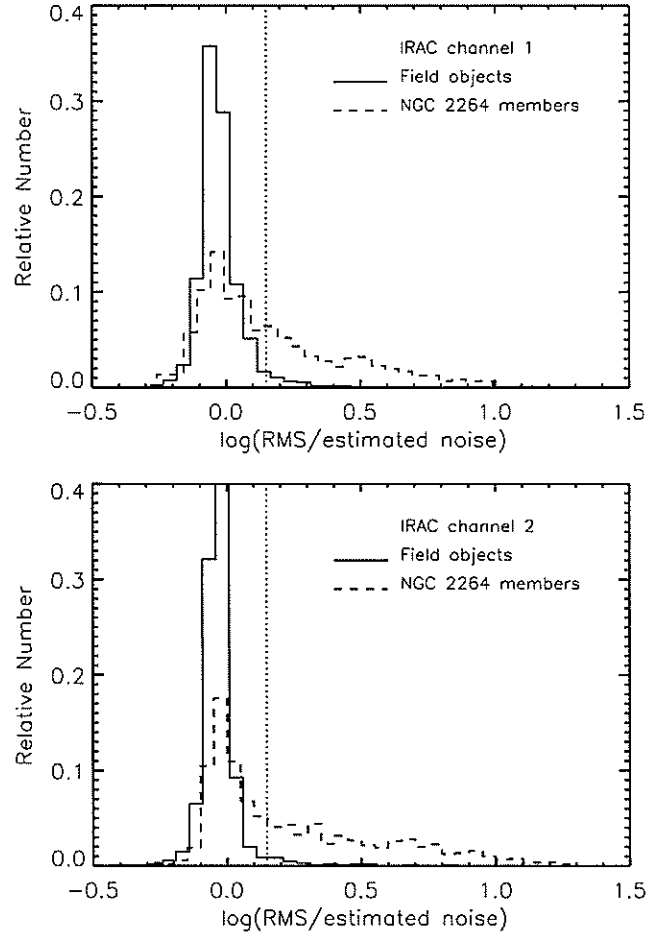 0.4
IRAC channel 1
Field objects
NGC 2264 members
0.3
0.2
0.1
0.0
Relative Number
−0.5 0.0 0.5 1.0 1.5
log(RMS/estimated noise)
0.4
IRAC channel 2
Field objects
NGC 2264 members
0.3
0.2
0.1
0.0
Relative Number
−0.5 0.0 0.5 1.0 1.5
log(RMS/estimated noise)